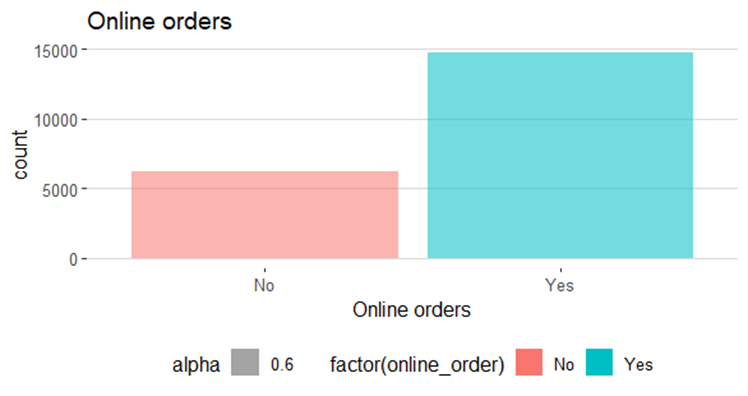 Online orders
15000
10000
5000
0
count
No Yes
Online orders
alpha 0.6 factor(online_order) No Yes